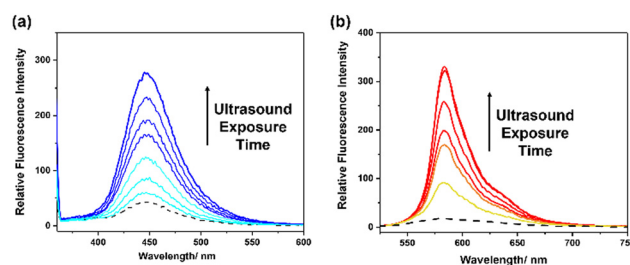 (a)
300
200
100
0
Relative Fluorescence Intensity
Ultrasound
Exposure
Time
400
450
500
550
600
Wavelength/ nm
(b)
400
300
200
100
0
Relative Fluorescence Intensity
Ultrasound
Exposure
Time
550
600
650
700
Wavelength/ nm